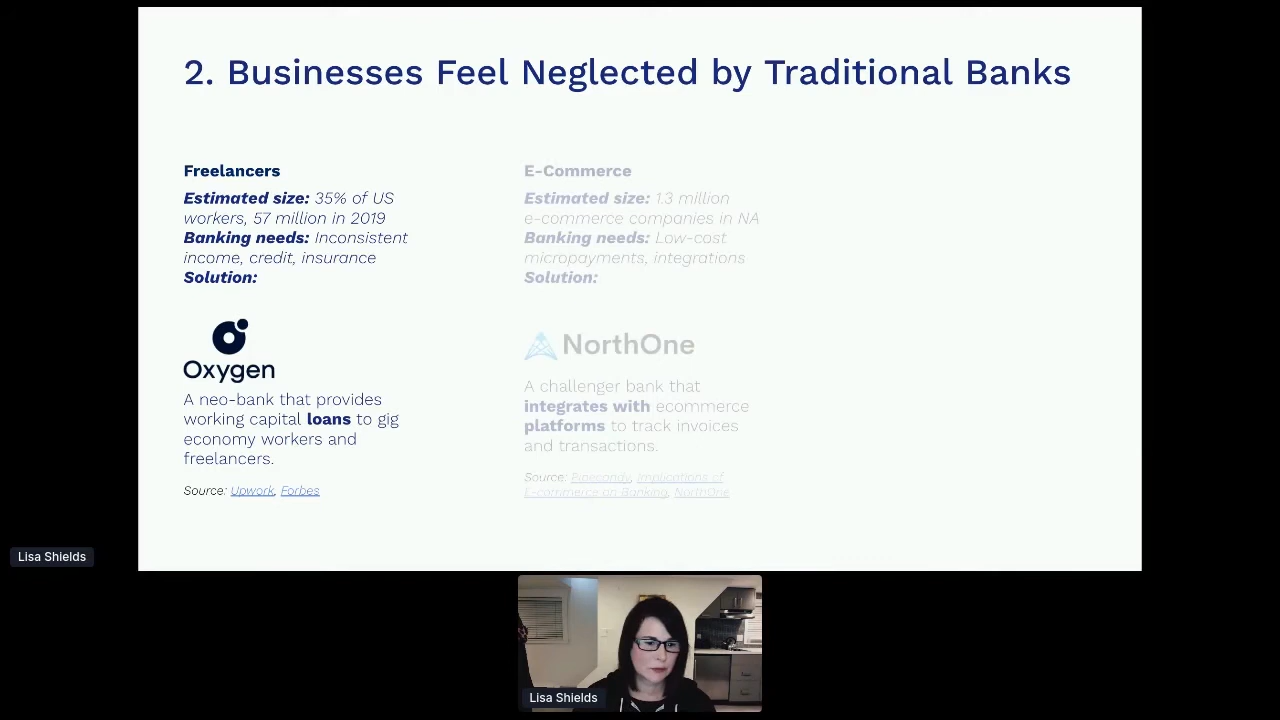 2. Businesses Feel Neglected by Traditional Banks
Freelancers
Estimated size: 35% of US
workers, 57 million in 2019
Banking needs: Inconsistent
income, credit, insurance
Solution:
Oxygen
A neo-bank that provides
working capital loans to gig
economy workers and
freelancers.
Source: Upwork, Forbes
E-Commerce
Estimated size: 1.3 million
e-commerce companies in NA
Banking needs: Low-cost
micropayments, integrations
Solution:
NorthOne
A challenger bank that
integrates with ecommerce
platforms to track invoices
and transactions.
Source: Pipecandy, Implications of
E-commerce on Banking, NorthOne
Lisa Shields
Lisa Shields